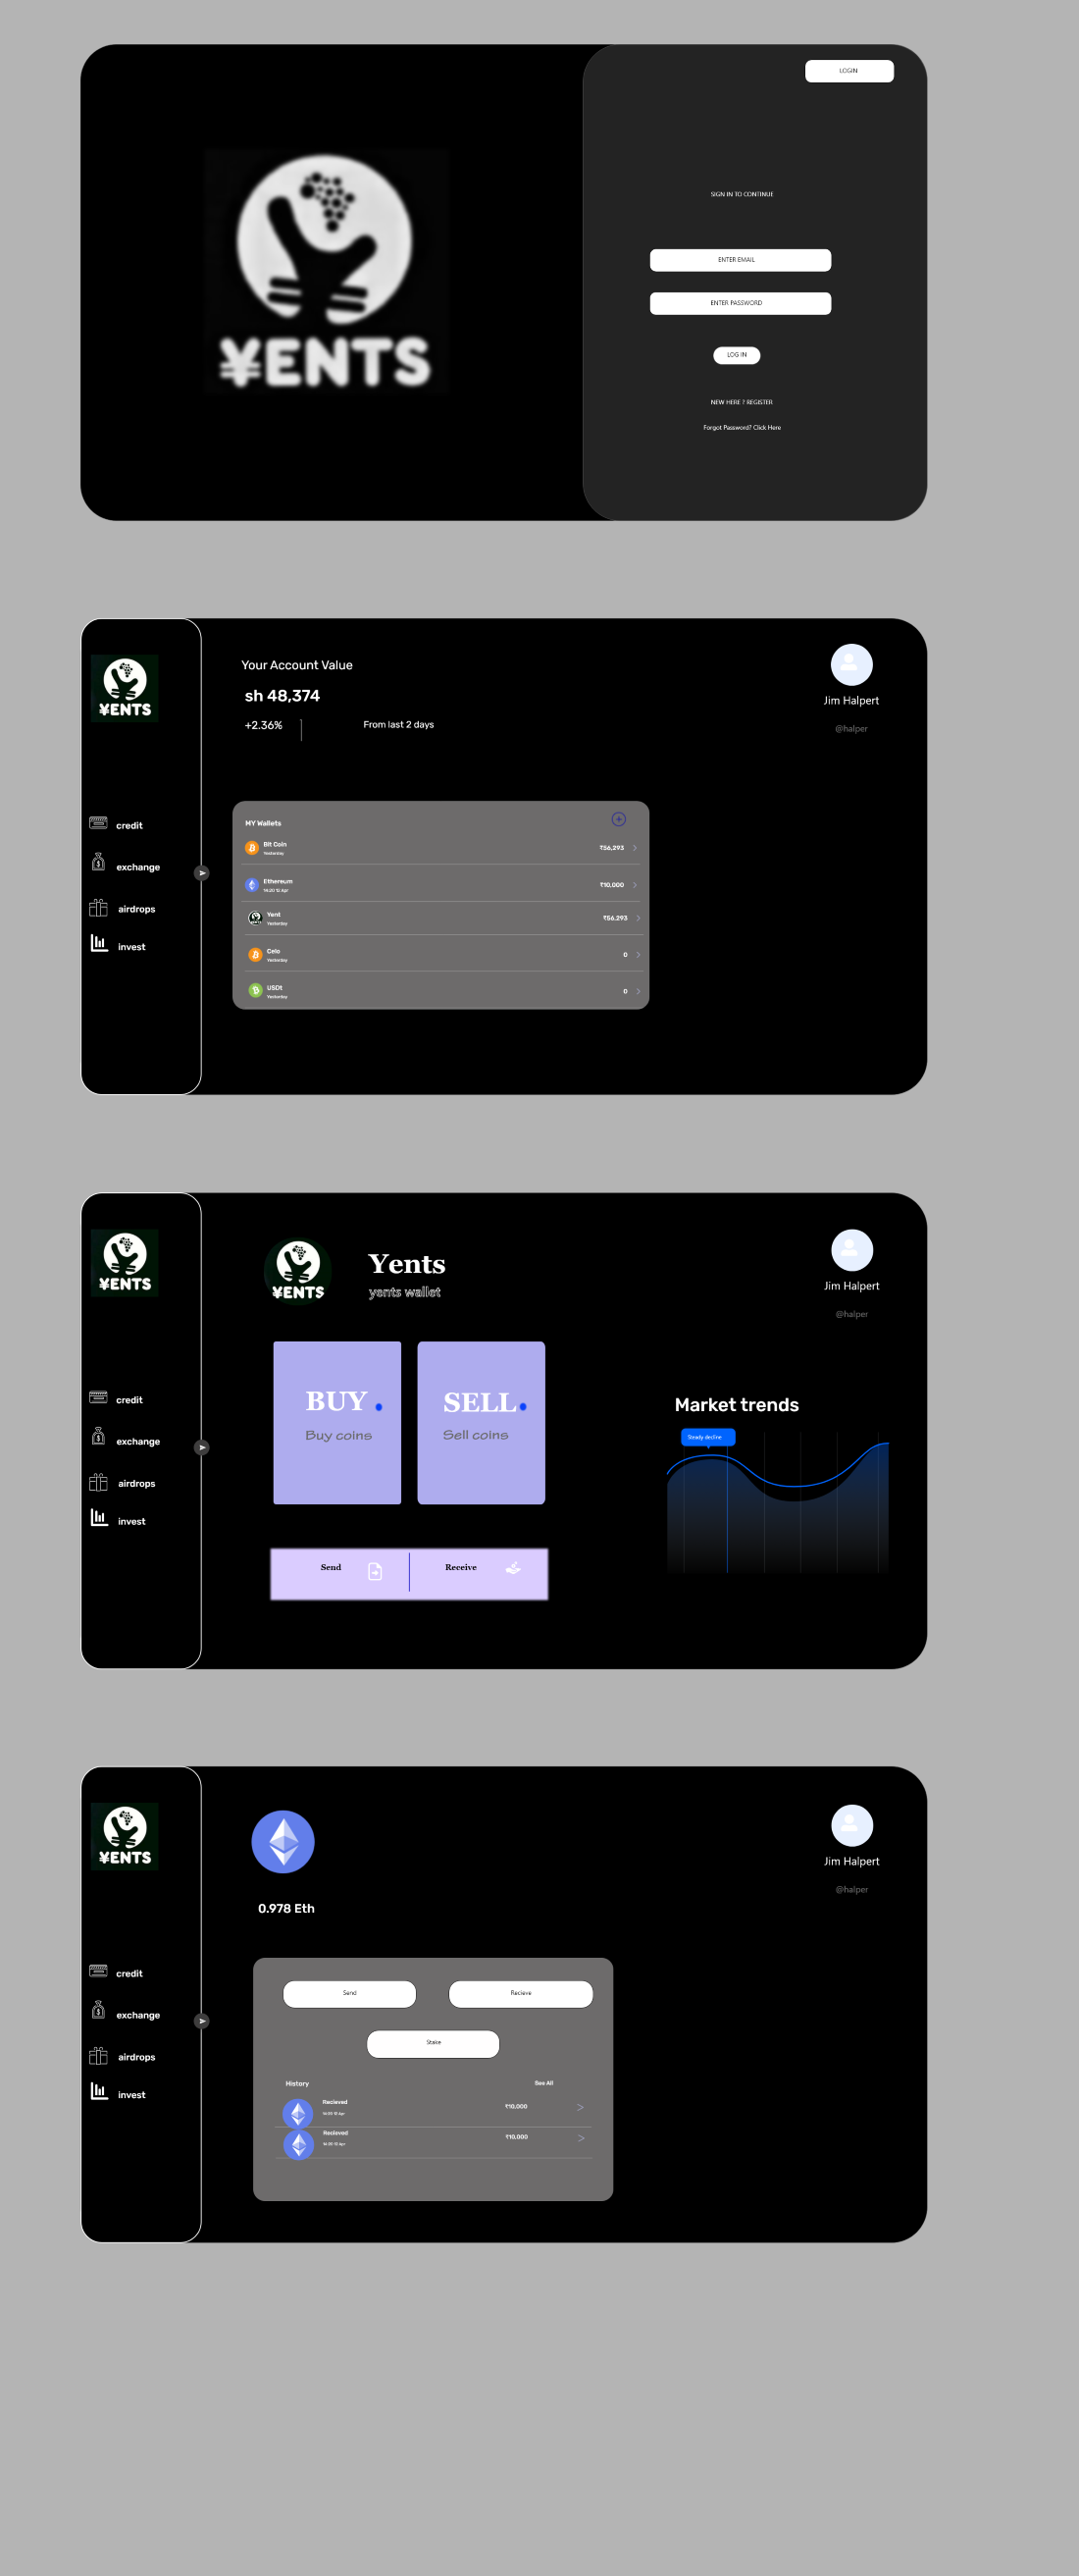 LOGIN
SIGN IN TO CONTINUE
ENTER EMAIL
ENTER PASSWORD
LOG IN
NEW HERE ? REGISTER
Forgot Password? Click Here
¥ENTS
¥ENTS
Your Account Value
sh 48,374
+2.36%
From last 2 days
Jim Halpert
@halper
credit
exchange
airdrops
invest
MY Wallets
Bit Coin
Yesterday
₹56,293
Ethereum
14:20 12 Apr
₹10,000
Yent
Yesterday
₹56,293
Celo
Yesterday
0
USDt
Yesterday
0
¥ENTS
¥ENTS
Yents
yents wallet
Jim Halpert
@halper
credit
exchange
airdrops
invest
BUY
Buy coins
SELL
Sell coins
Send
Receive
Market trends
Steady decline
¥ENTS
0.978 Eth
Jim Halpert
@halper
credit
exchange
airdrops
invest
Send
Recieve
Stake
History
See All
Recieved
14:20 12 Apr
₹10,000
Recieved
14:20 12 Apr
₹10,000